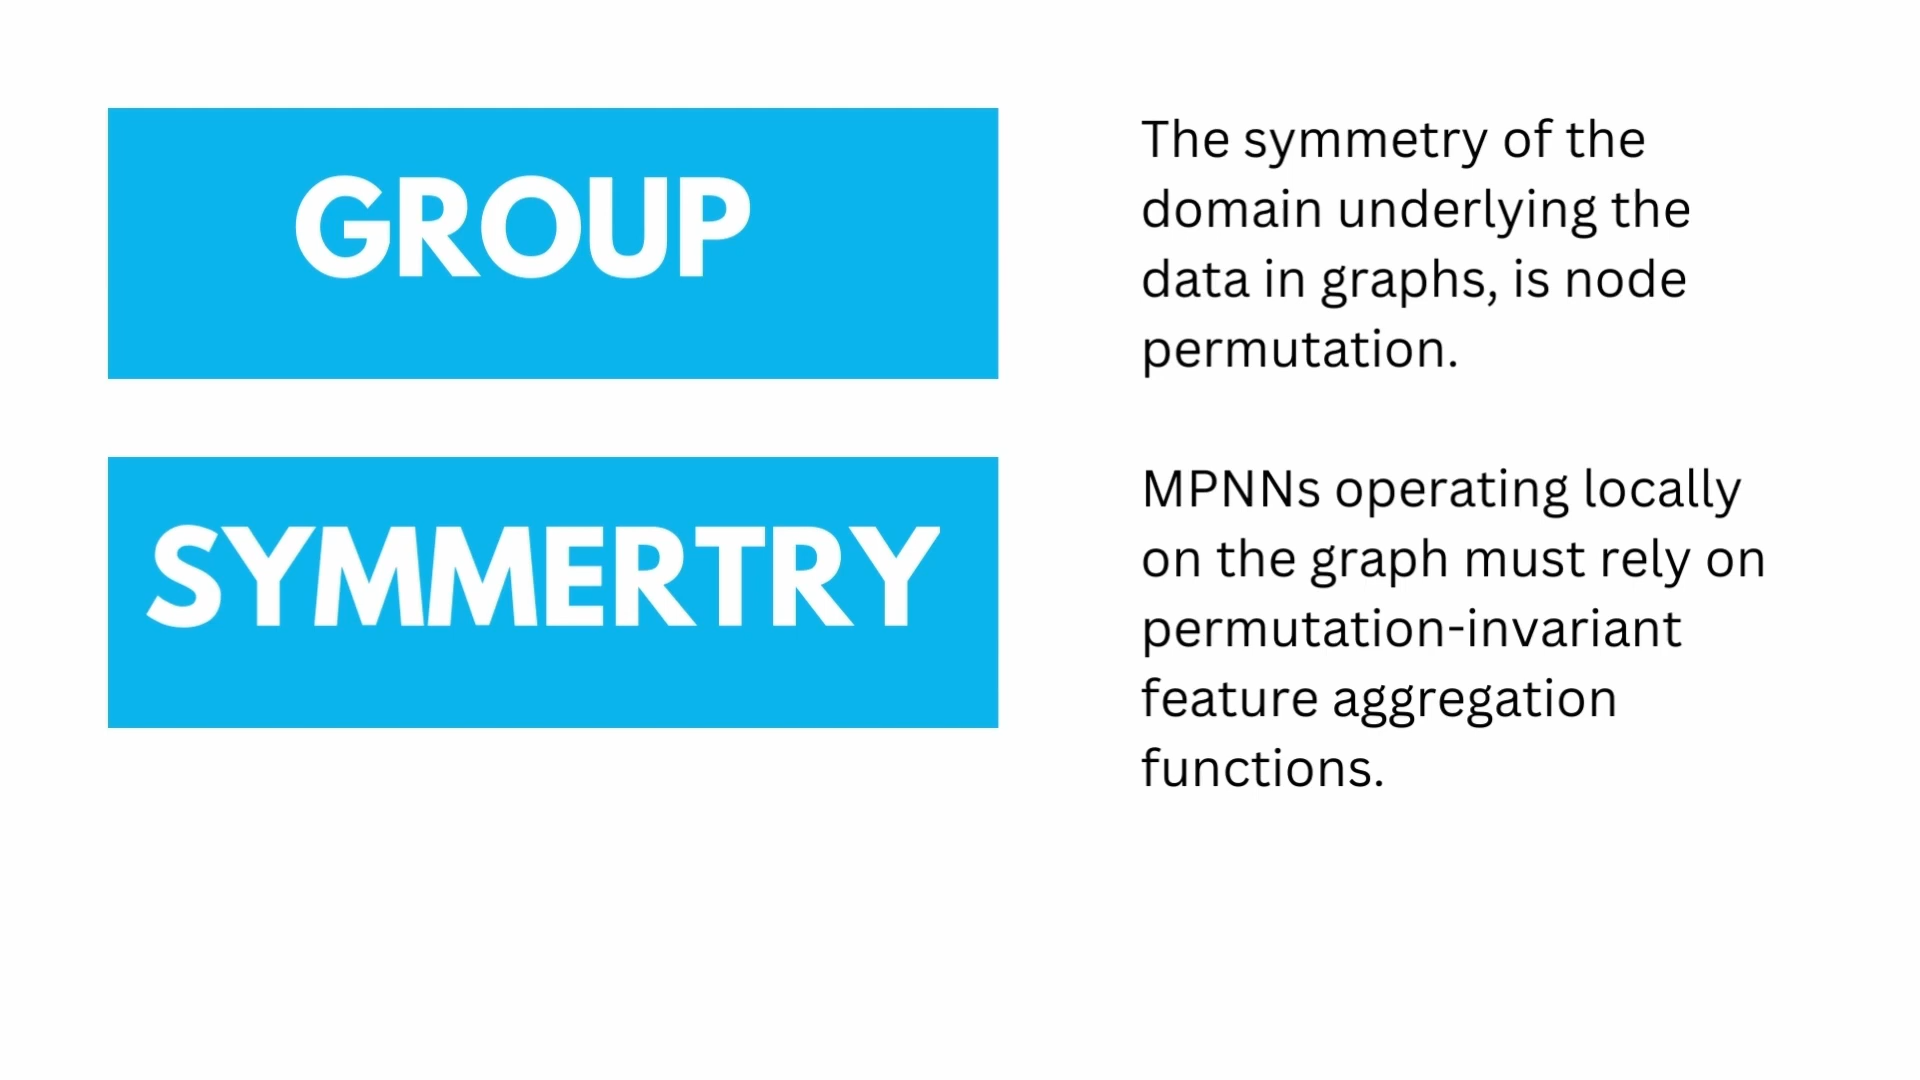 GROUP
The symmetry of the
domain underlying the
data in graphs, is node
permutation.
SYMMERTRY
MPNNs operating locally
on the graph must rely on
permutation-invariant
feature aggregation
functions.